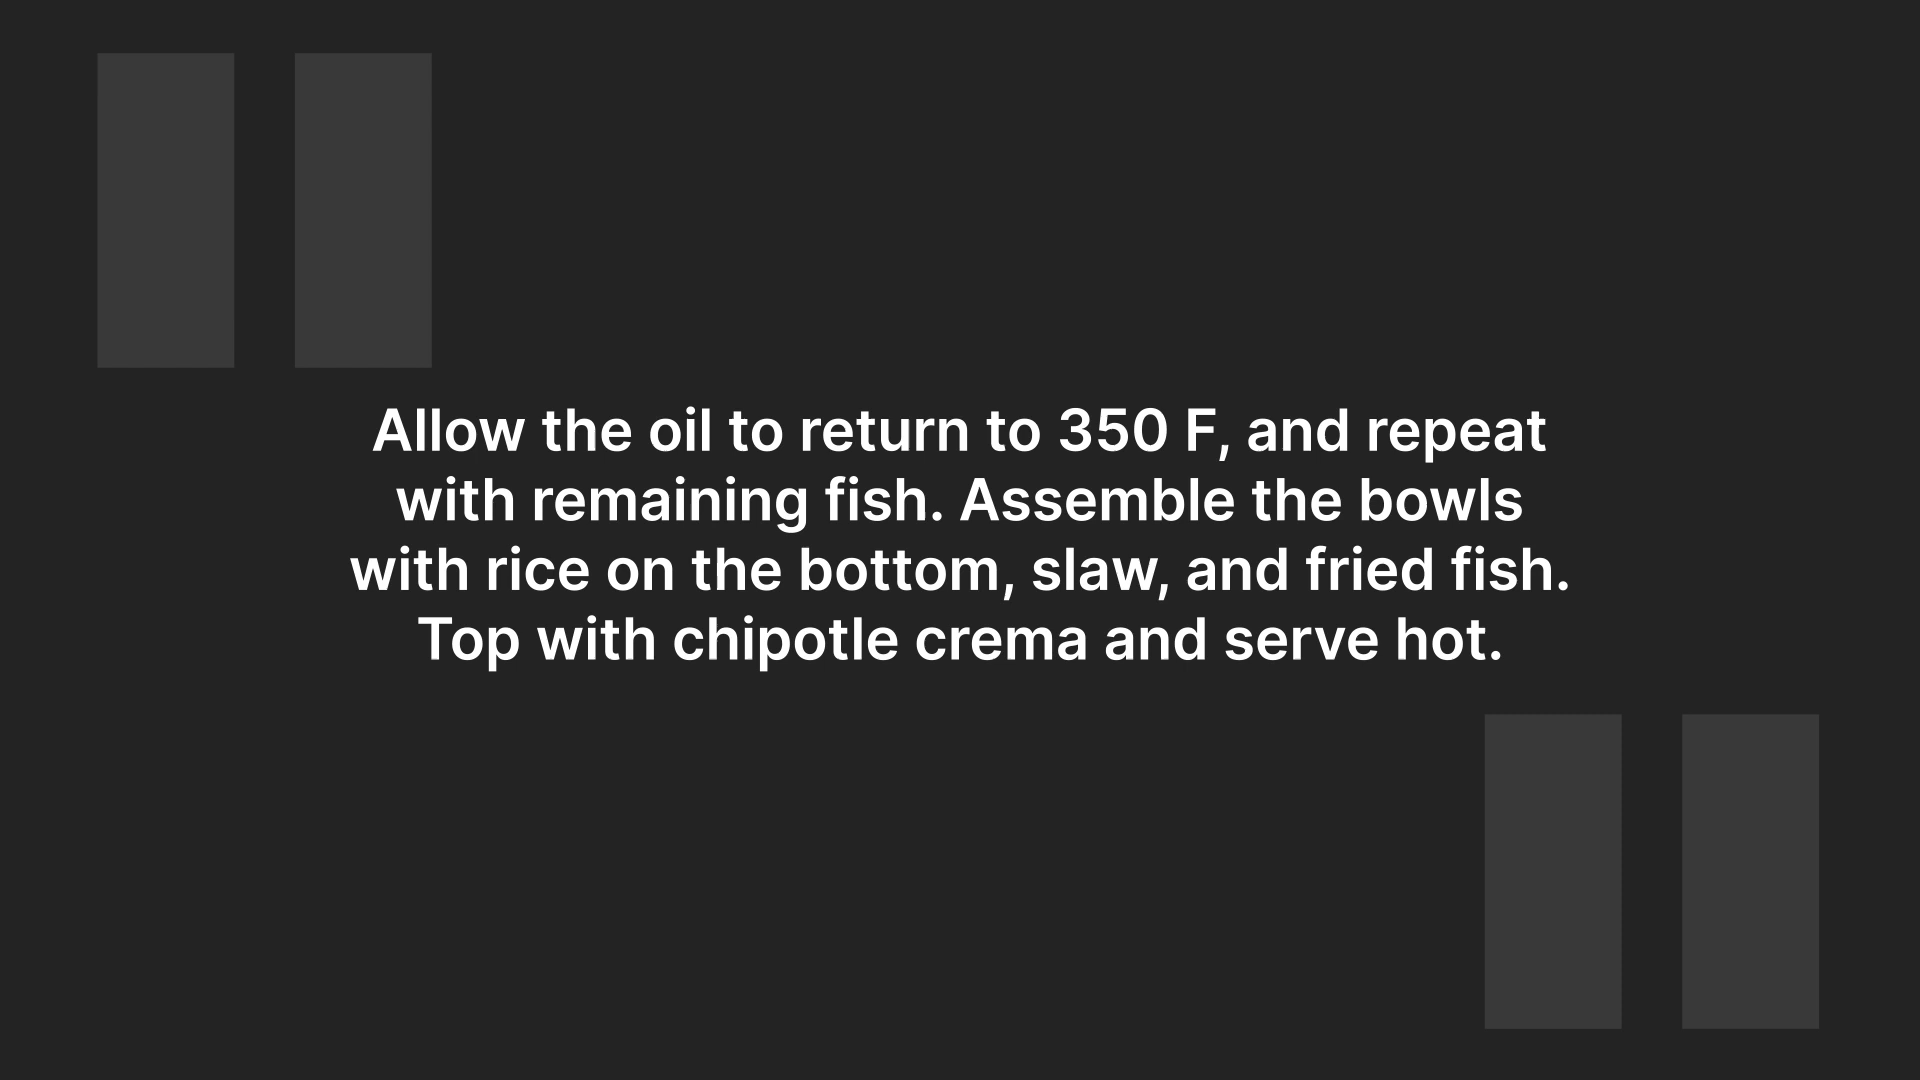 Allow the oil to return to 350 F, and repeat
with remaining fish. Assemble the bowls
with rice on the bottom, slaw, and fried fish.
Top with chipotle crema and serve hot.